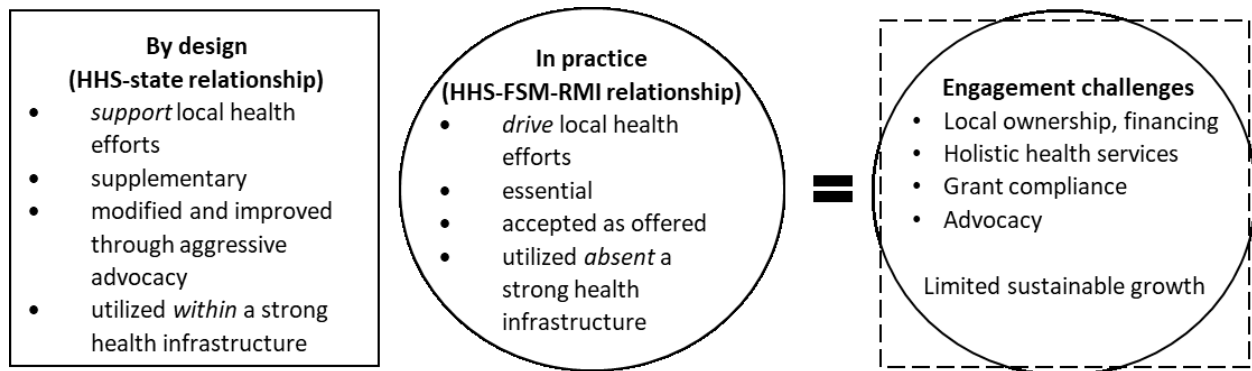 By design
(HHS-state relationship)
• support local health
efforts
• supplementary
• modified and improved
through aggressive
advocacy
• utilized within a strong
health infrastructure
In practice
(HHS-FSM-RMI relationship)
• drive local health
efforts
• essential
• accepted as offered
• utilized absent a
strong health
infrastructure
=
Engagement challenges
• Local ownership, financing
• Holistic health services
• Grant compliance
• Advocacy
Limited sustainable growth